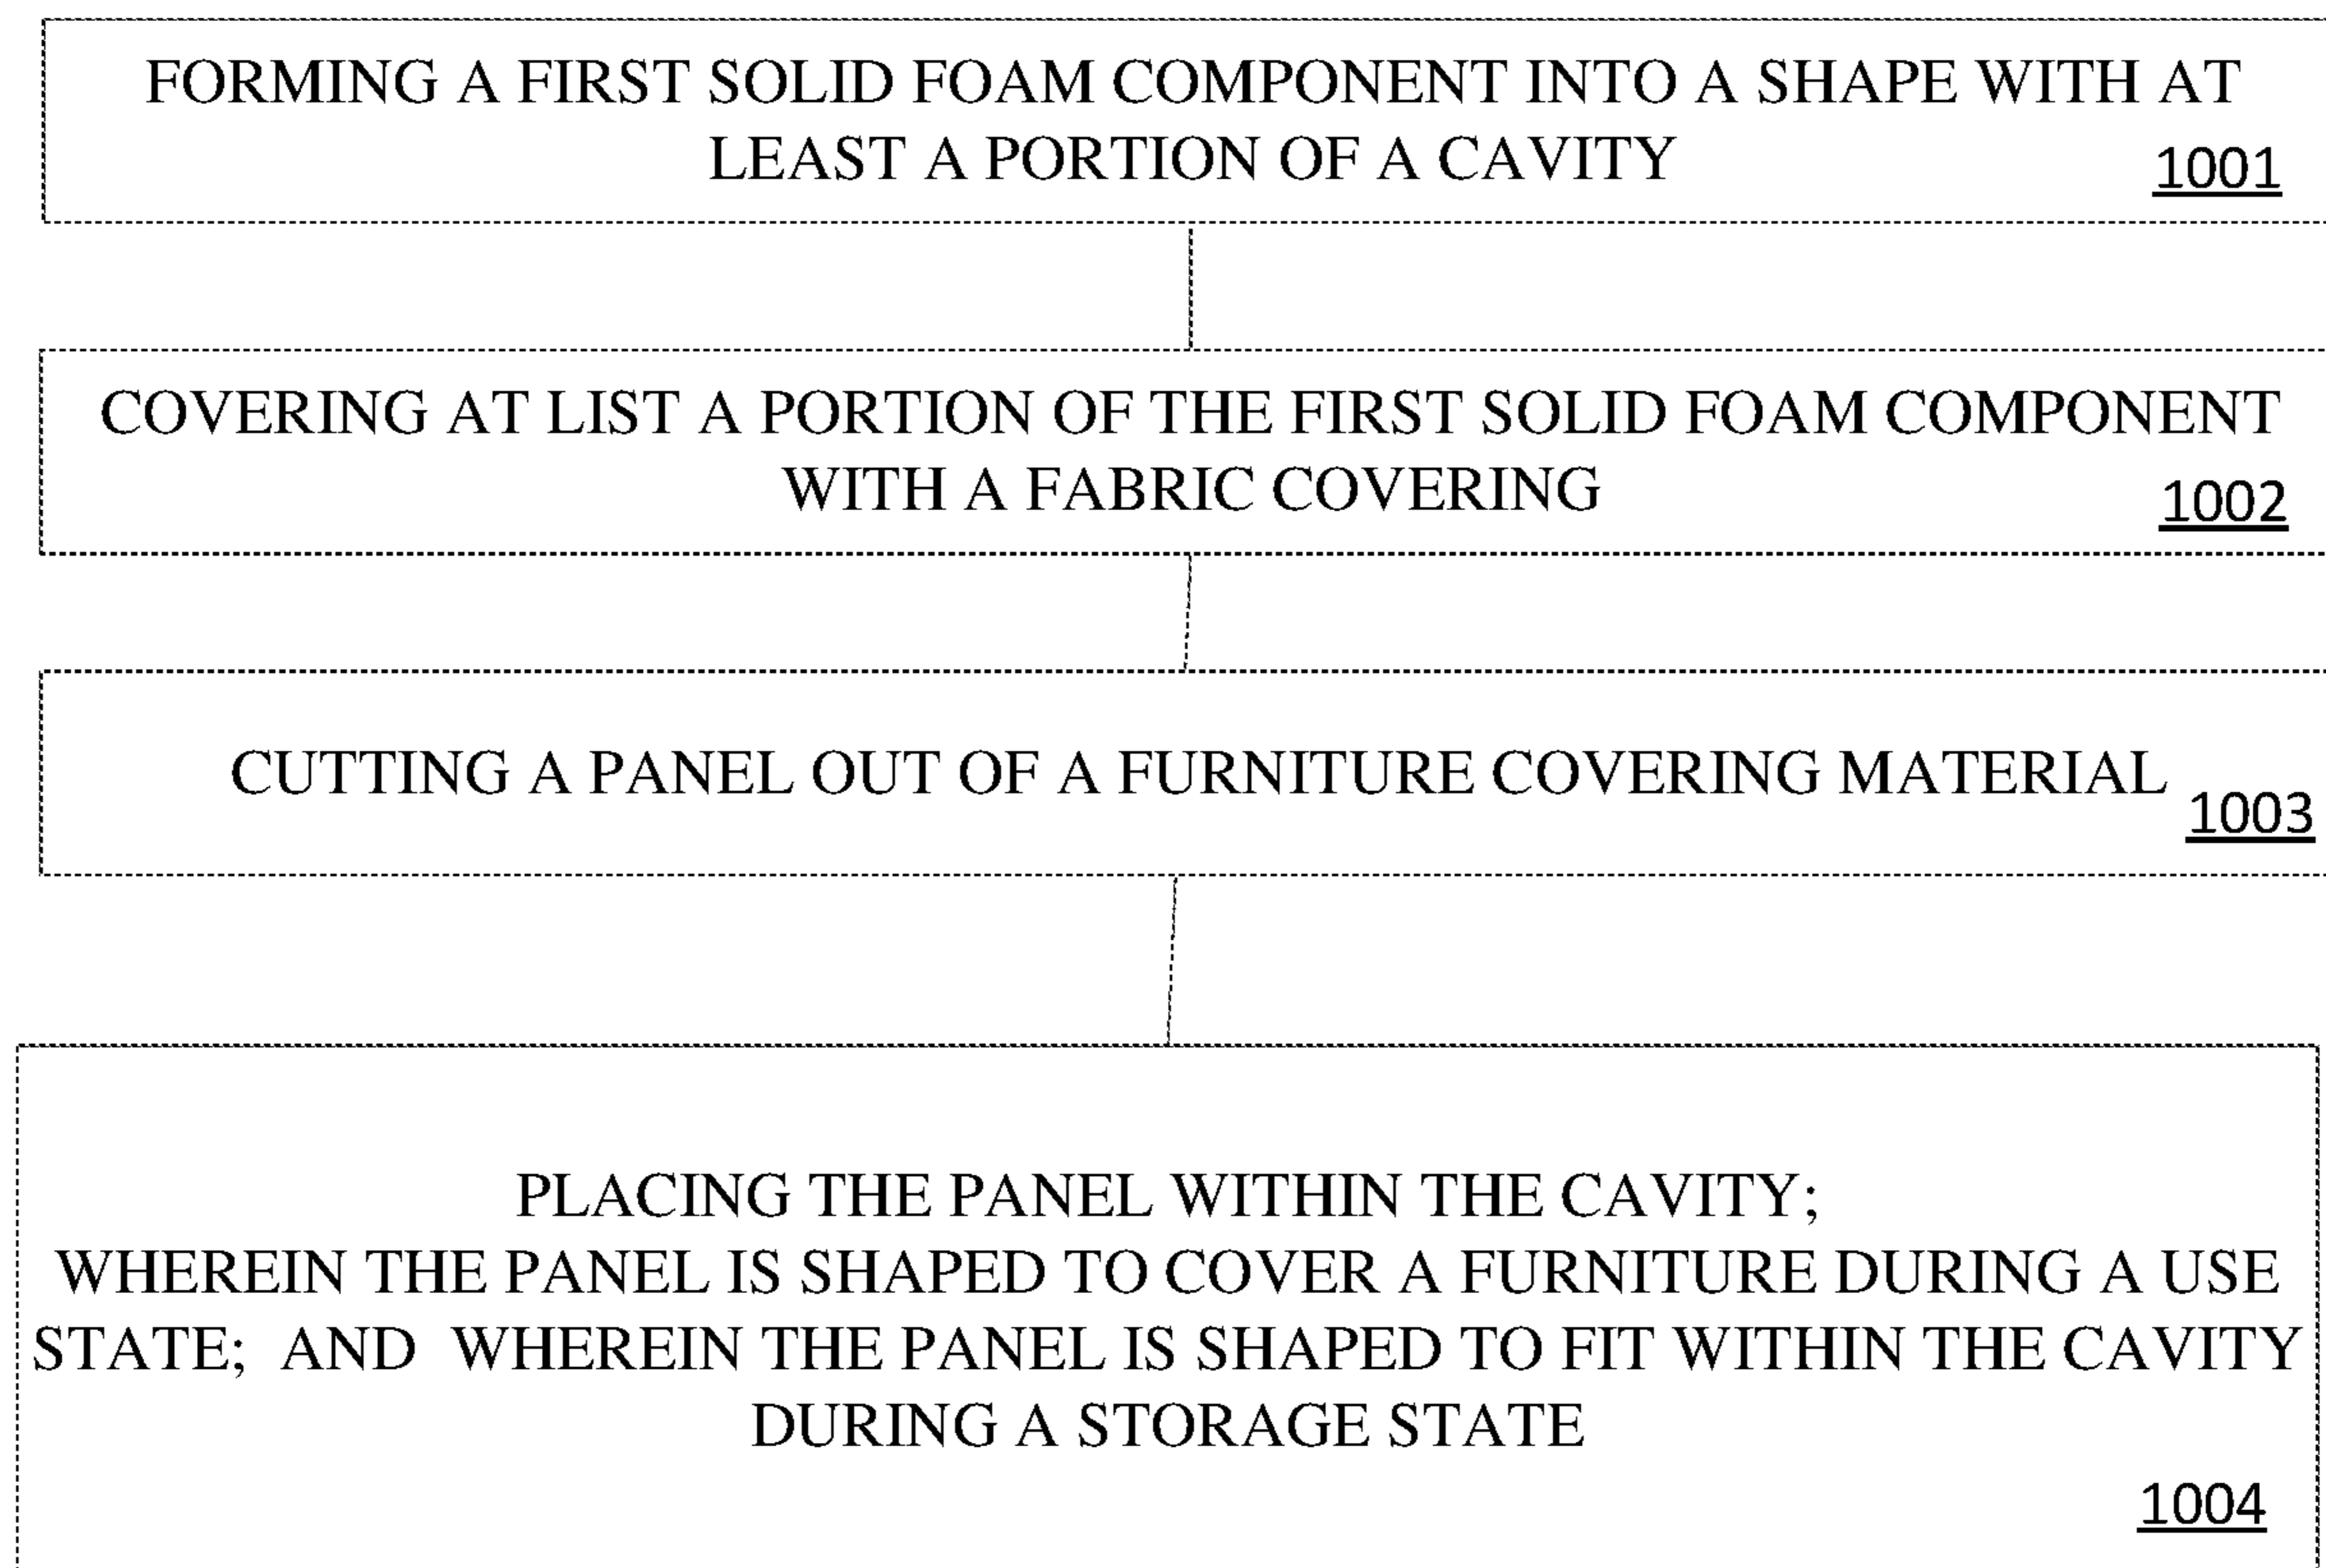 FORMING A FIRST SOLID FOAM COMPONENT INTO A SHAPE WITH AT
LEAST A PORTION OF A CAVITY
1001
COVERING AT LIST A PORTION OF THE FIRST SOLID FOAM COMPONENT
WITH A FABRIC COVERING
1002
CUTTING A PANEL OUT OF A FURNITURE COVERING MATERIAL
1003
PLACING THE PANEL WITHIN THE CAVITY;
WHEREIN THE PANEL IS SHAPED TO COVER A FURNITURE DURING A USE
STATE; AND WHEREIN THE PANEL IS SHAPED TO FIT WITHIN THE CAVITY
DURING A STORAGE STATE
1004